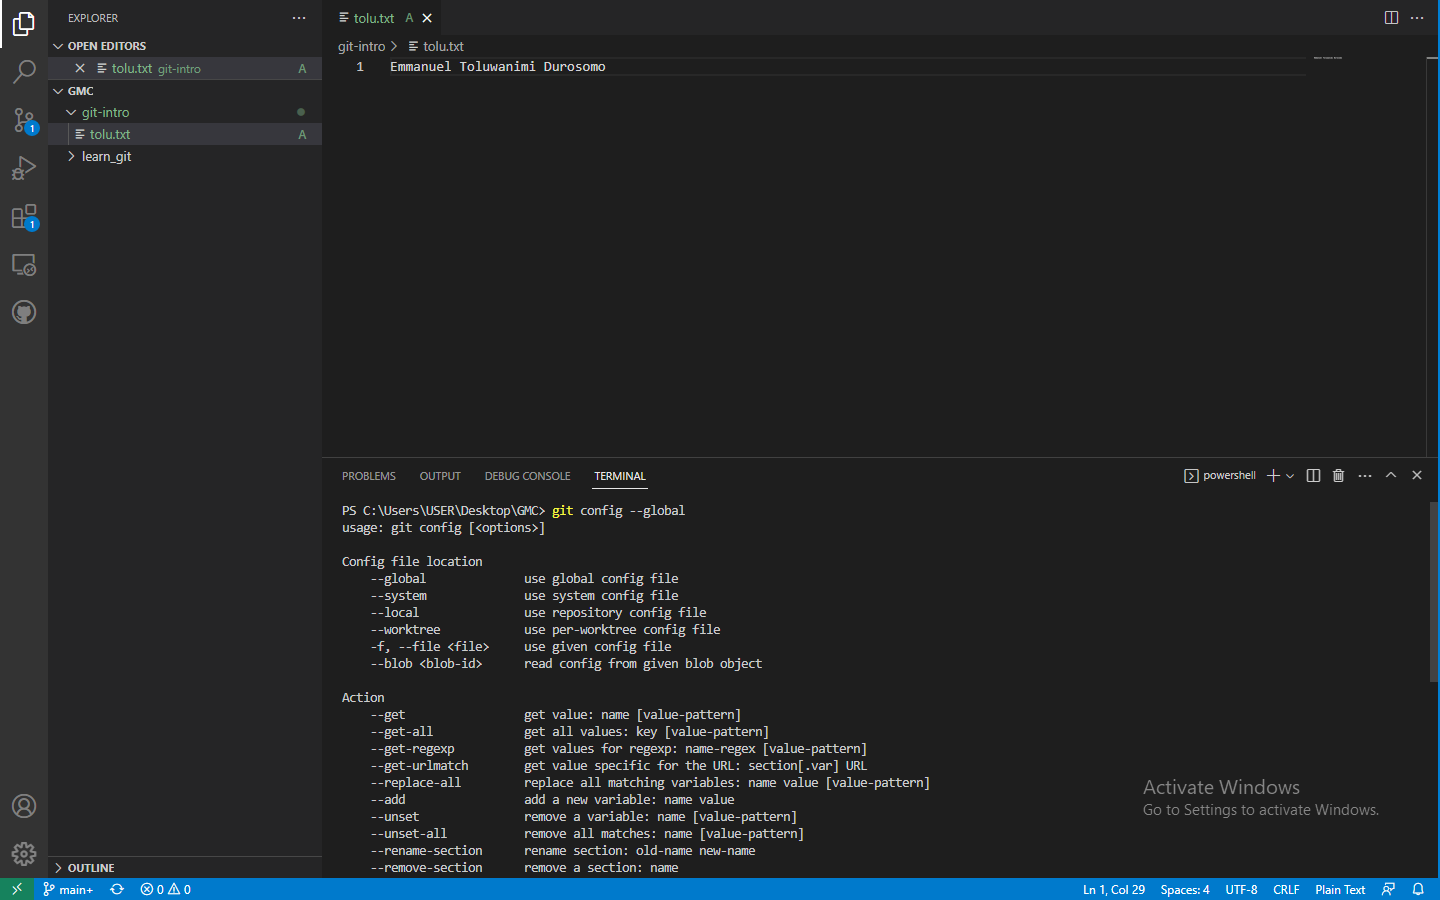 EXPLORER
OPEN EDITORS
tolu.txt git-intro A
GMC
git-intro
tolu.txt A
learn_git
OUTLINE
1
1
tolu.txt A
git-intro > tolu.txt
1 Emmanuel Toluwanimi Durosomo
PROBLEMS OUTPUT DEBUG CONSOLE TERMINAL powershell
PS C:\Users\USER\Desktop\GMC> git config --global
usage: git config [<options>]
Config file location
--global use global config file
--system use system config file
--local use repository config file
--worktree use per-worktree config file
-f, --file <file> use given config file
--blob <blob-id> read config from given blob object
Action
--get get value: name [value-pattern]
--get-all get all values: key [value-pattern]
--get-regexp get values for regexp: name-regex [value-pattern]
--get-urlmatch get value specific for the URL: section[.var] URL
--replace-all replace all matching variables: name value [value-pattern]
--add add a new variable: name value
--unset remove a variable: name [value-pattern]
--unset-all remove all matches: name [value-pattern]
--rename-section rename section: old-name new-name
--remove-section remove a section: name
Activate Windows
Go to Settings to activate Windows.
main+ 0 0 Ln 1, Col 29 Spaces: 4 UTF-8 CRLF Plain Text